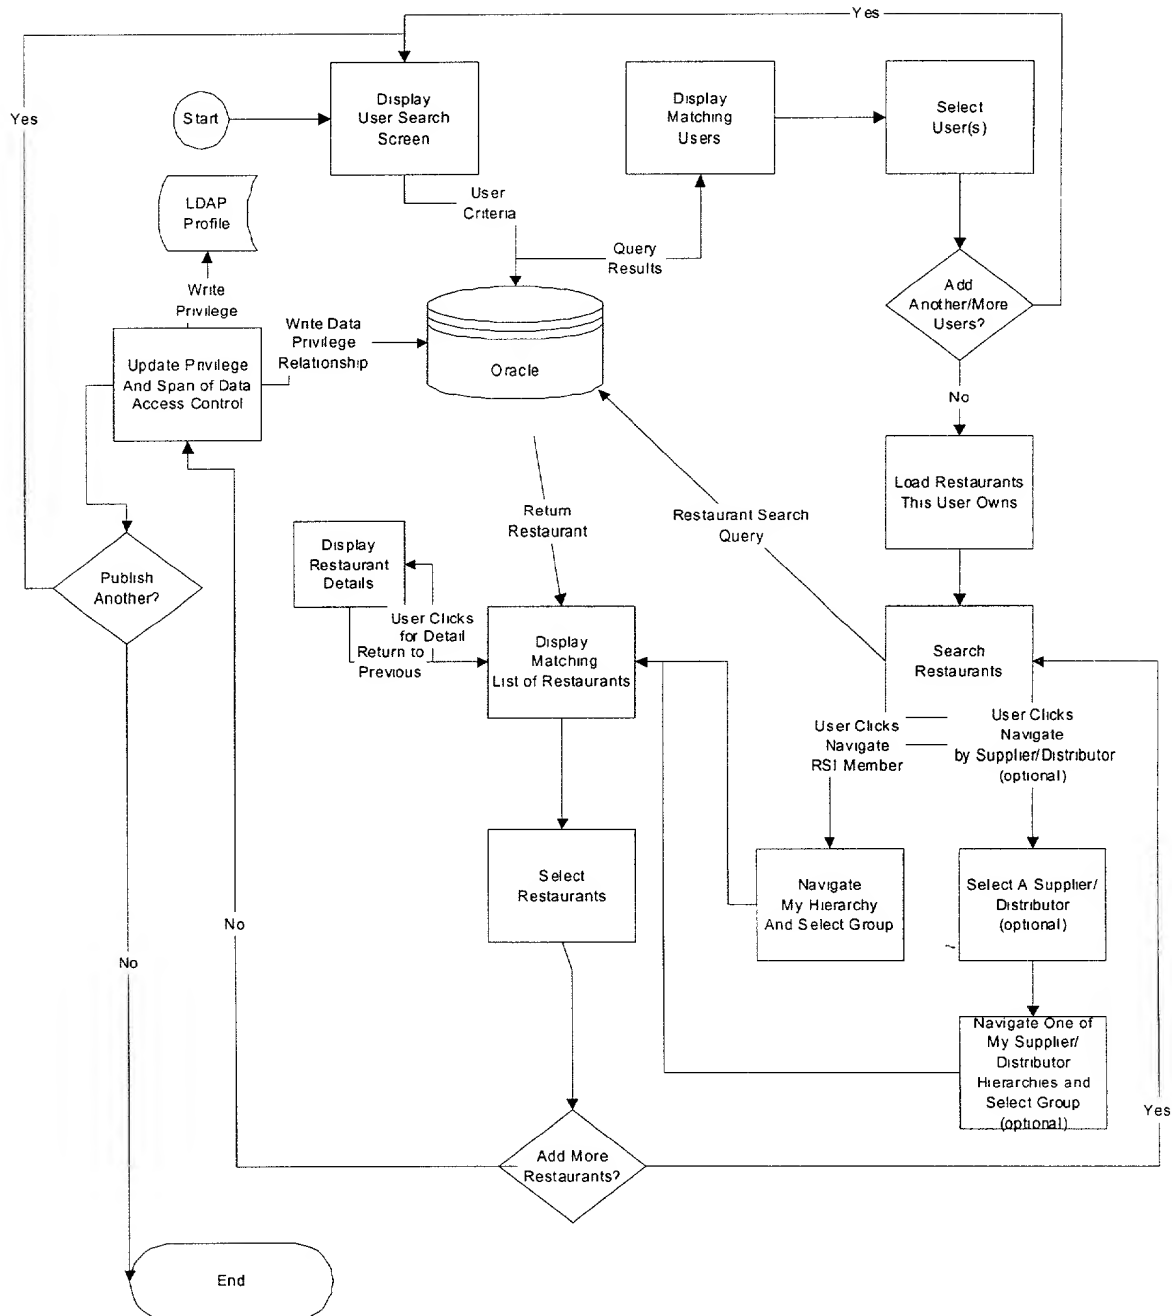 Yes
Yes
Display
User Search
Screen
Display
Matching
Users
Select
User(s)
Start
LDAP
Profile
User
Criteria
Query
Results
Add
Another/More
Users?
Write
Privilege
Write Data
Privilege
Relationship
Update Privilege
And Span of Data
Access Control
Oracle
No
Load Restaurants
This User Owns
Return
Restaurant
Restaurant Search
Query
Display
Restaurant
Details
Publish
Another?
User Clicks
for Detail
Return to
Previous
Display
Matching
List of Restaurants
Search
Restaurants
User Clicks
Navigate
RSI Member
User Clicks
Navigate
by Supplier/Distributor
(optional)
Select
Restaurants
Navigate
My Hierarchy
And Select Group
Select A Supplier/
Distributor
(optional)
No
No
Navigate One of
My Supplier/
Distributor
Hierarchies and
Select Group
(optional)
Yes
Add More
Restaurants?
End